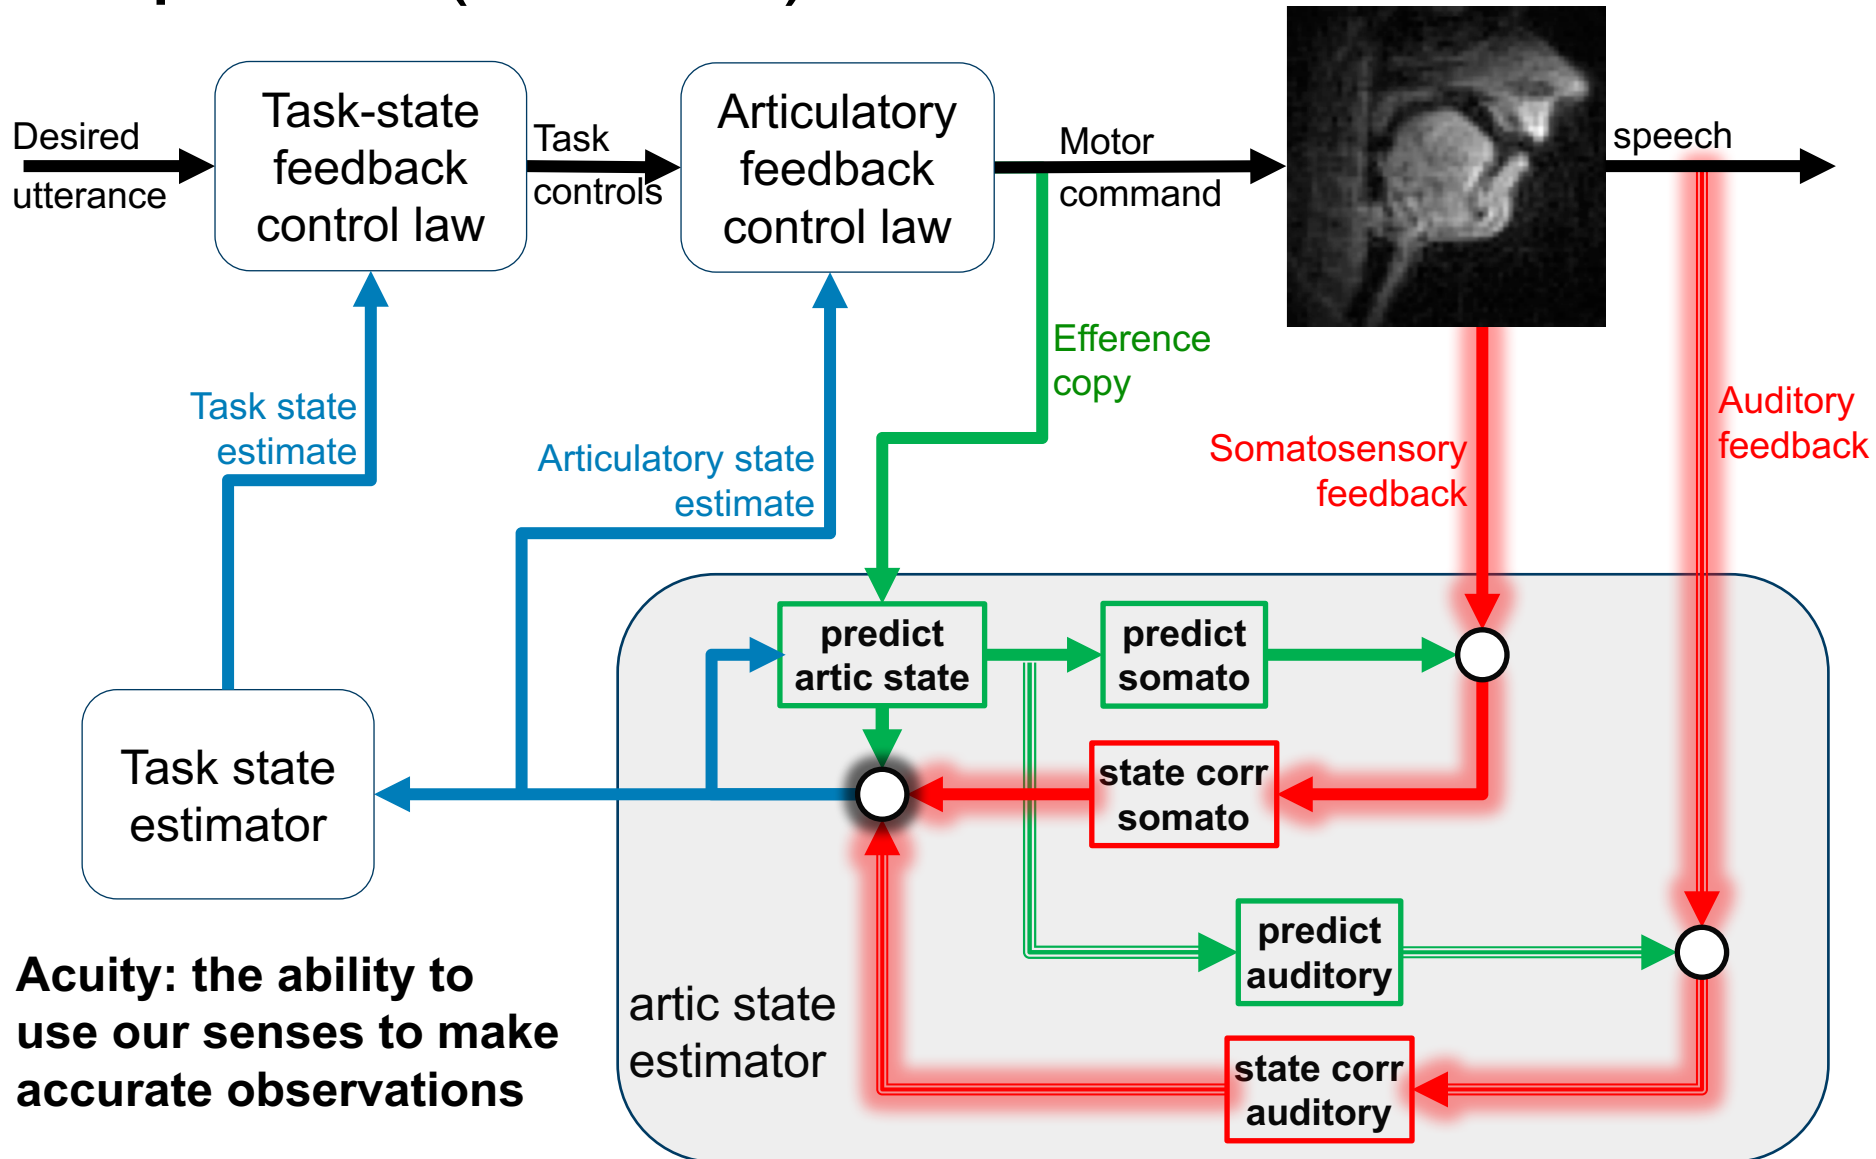 Desired
utterance
Task-state
feedback
control law
Task
controls
Articulatory
feedback
control law
Motor
command
speech
Efference
copy
Task state
estimate
Articulatory state
estimate
Somatosensory
feedback
Auditory
feedback
predict
artic state
predict
somato
Task state
estimator
state corr
somato
predict
auditory
artic state
estimator
state corr
auditory
Acuity: the ability to
use our senses to make
accurate observations